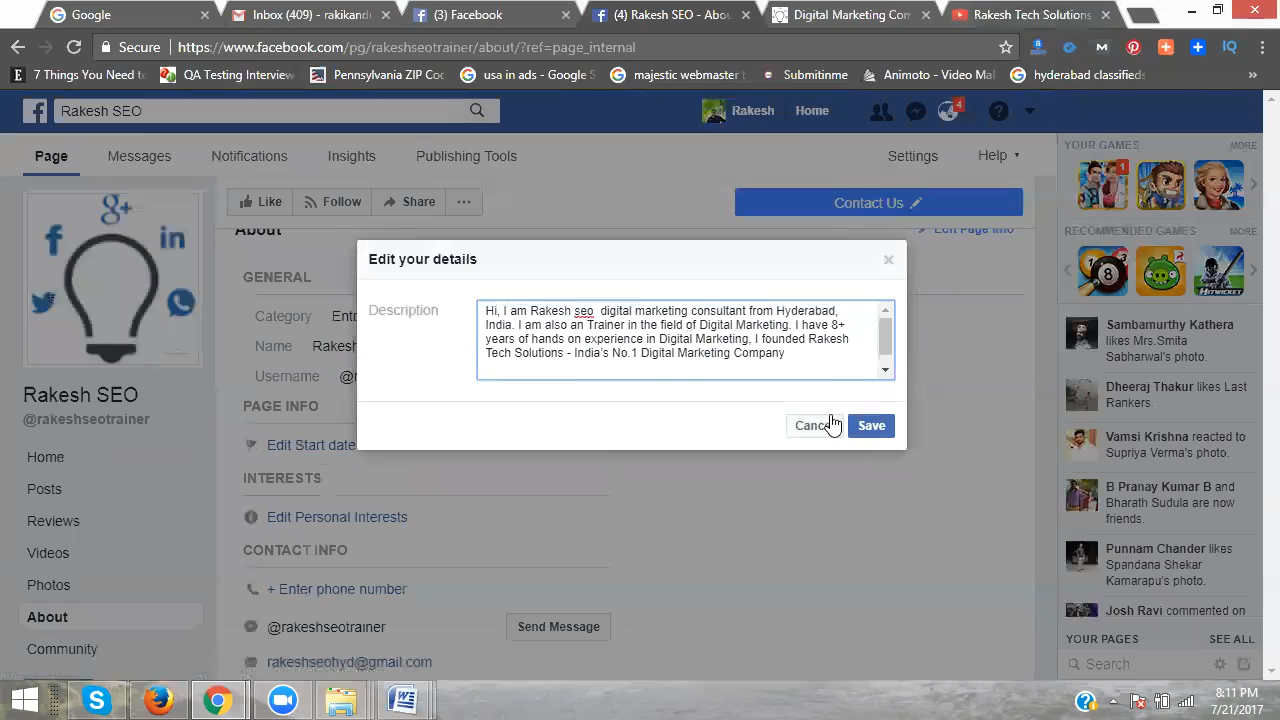 Google
Inbox (409) - rakikandu
(3) Facebook
(4) Rakesh SEO - Abou
Digital Marketing Com
Rakesh Tech Solutions,
Secure
https://www.facebook.com/pg/rakeshseotrainer/about/?ref=page_internal
7 Things You Need to
QA Testing Interview
Pennsylvania ZIP Coc
usa in ads - Google S
majestic webmaster t
Submitinme
Animoto - Video Mal
hyderabad classifieds
»
Rakesh SEO
Rakesh
Home
4
Page
Messages
Notifications
Insights
Publishing Tools
Settings
Help
YOUR GAMES
MORE
1
Like
Follow
Share
Contact Us
About
Edit Page Info
RECOMMENDED GAMES
MORE
8
HITWICKET
Edit your details
Description
Hi, I am Rakesh seo  digital marketing consultant from Hyderabad,
India. I am also an Trainer in the field of Digital Marketing. I have 8+
years of hands on experience in Digital Marketing, I founded Rakesh
Tech Solutions - India's No.1 Digital Marketing Company
Cance
Save
GENERAL
Category
Ent
Name
Rakesh
Username
@r
PAGE INFO
Edit Start date
INTERESTS
Edit Personal Interests
CONTACT INFO
+ Enter phone number
@rakeshseotrainer
Send Message
rakeshseohyd@gmail.com
g+
f
in
Rakesh SEO
@rakeshseotrainer
Home
Posts
Reviews
Videos
Photos
About
Community
Sambamurthy Kathera
likes Mrs.Smita
Sabharwal's photo.
Dheeraj Thakur likes Last
Rankers.
Vamsi Krishna reacted to
Supriya Verma's photo.
B Pranay Kumar B and
Bharath Sudula are now
friends.
Punnam Chander likes
Spandana Shekar
Kamarapu's photo.
Josh Ravi commented on
YOUR PAGES
SEE ALL
Search
8:11 PM
7/21/2017